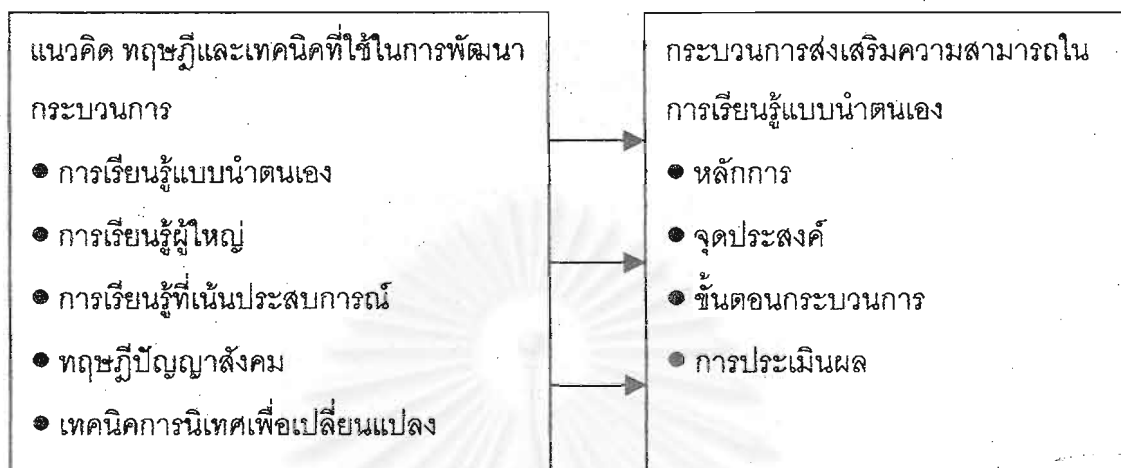 แนวคิด ทฤษฎีและเทคนิคที่ใช้ในการพัฒนา
กระบวนการ
● การเรียนรู้แบบนำตนเอง
● การเรียนรู้ผู้ใหญ่
● การเรียนรู้ที่เน้นประสบการณ์
● ทฤษฎีปัญญาสังคม
● เทคนิคการนิเทศเพื่อเปลี่ยนแปลง
กระบวนการส่งเสริมความสามารถใน
การเรียนรู้แบบนำตนเอง
● หลักการ
● จุดประสงค์
● ขั้นตอนกระบวนการ
● การประเมินผล